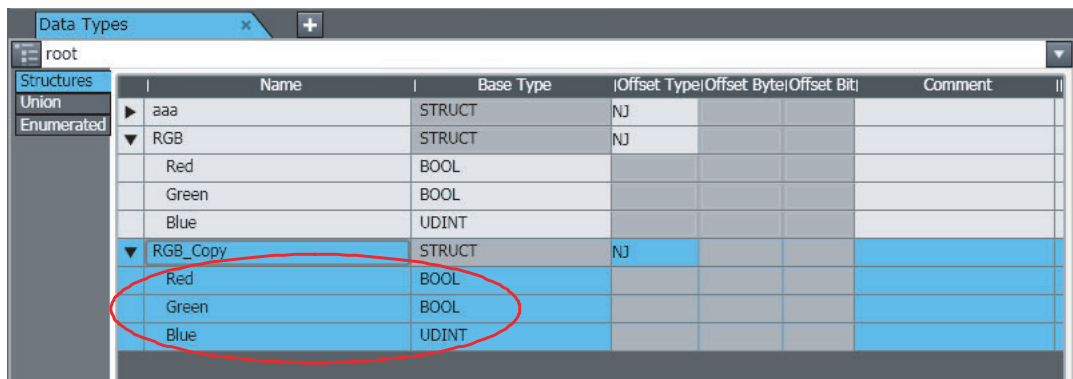 Data Types × +
root
Structures
Union
Enumerated
Name Base Type Offset Type Offset Byte Offset Bit Comment
aaa STRUCT NJ
RGB STRUCT NJ
Red BOOL
Green BOOL
Blue UDINT
RGB_Copy STRUCT NJ
Red BOOL
Green BOOL
Blue UDINT